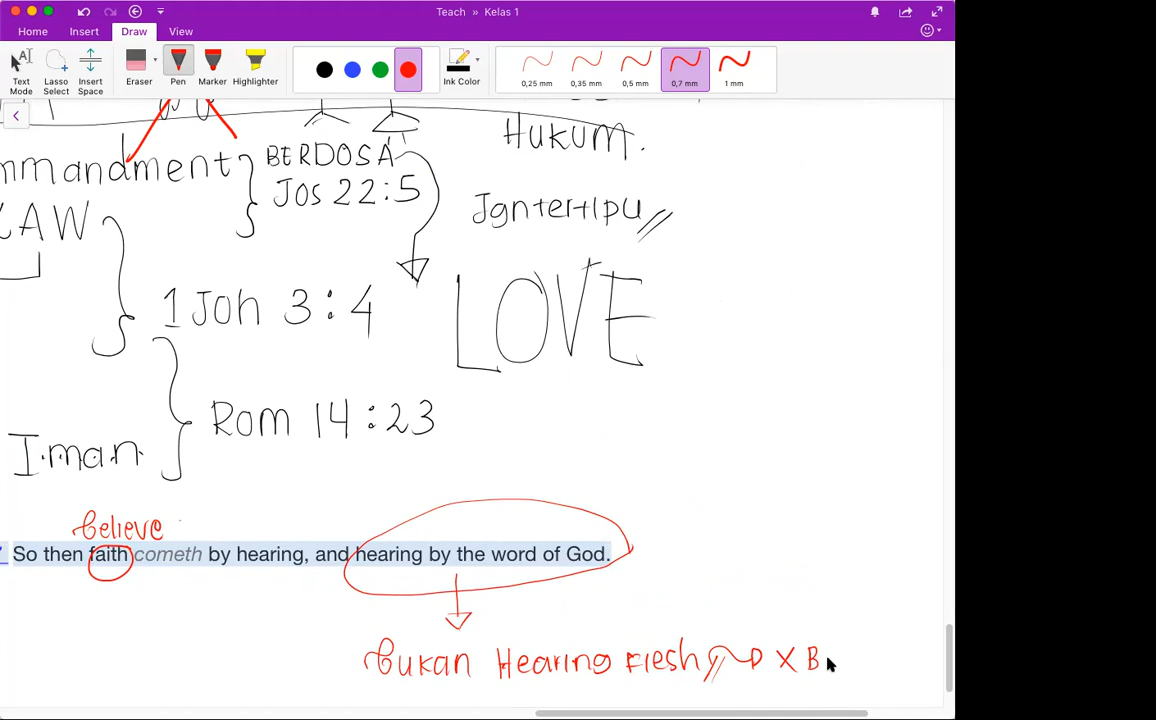 Teach > Kelas 1
Home Insert Draw View
Text Mode
Lasso Select
Insert Space
Eraser
Pen
Marker
Highlighter
Ink Color
0,25 mm
0,35 mm
0,5 mm
0,7 mm
1 mm
Hukum.
mmandment
BERDOSA
Jos 22:5
LAW
Jgn tertipu
1 Joh 3:4
LOVE
Rom 14:23
Iman
believe
So then faith cometh by hearing, and hearing by the word of God.
bukan Hearing Flesh X B